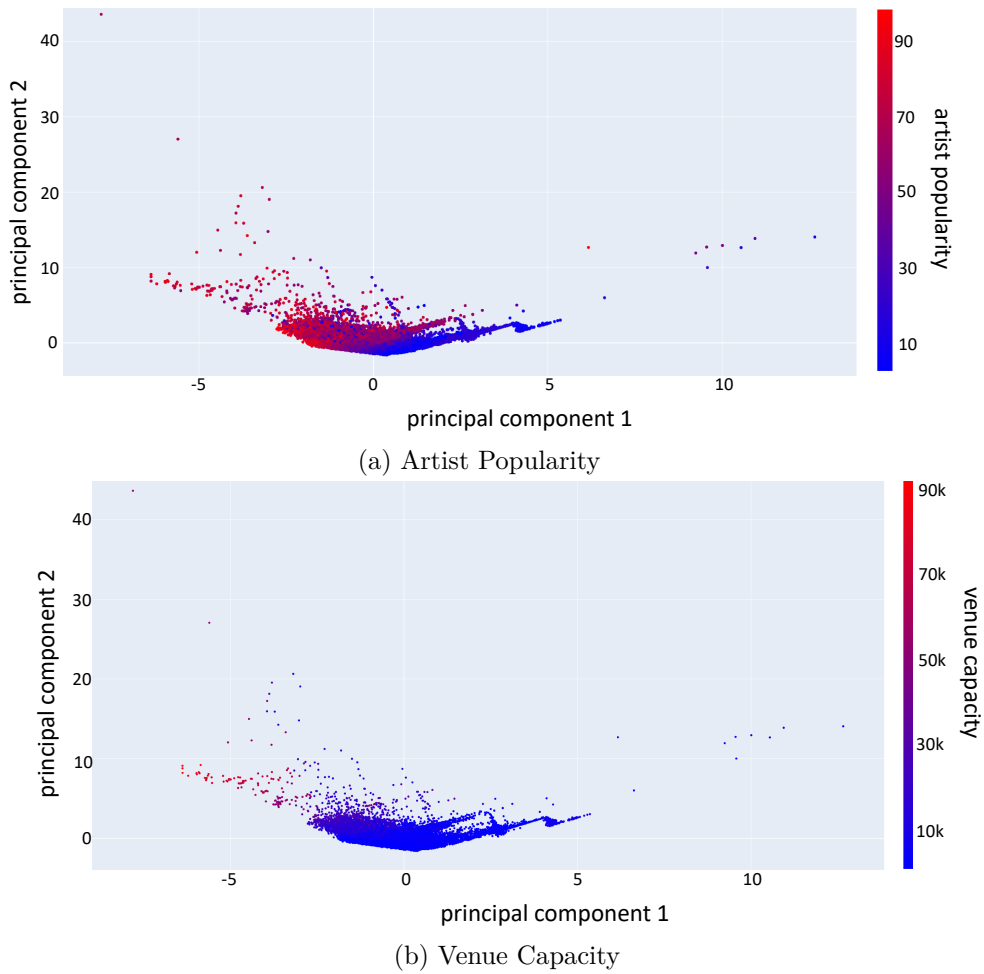 40
30
20
10
0
-5
0
5
10
principal component 2
principal component 1
90
70
50
30
10
artist popularity
(a) Artist Popularity
40
30
20
10
0
-5
0
5
10
principal component 2
principal component 1
90k
70k
50k
30k
10k
venue capacity
(b) Venue Capacity